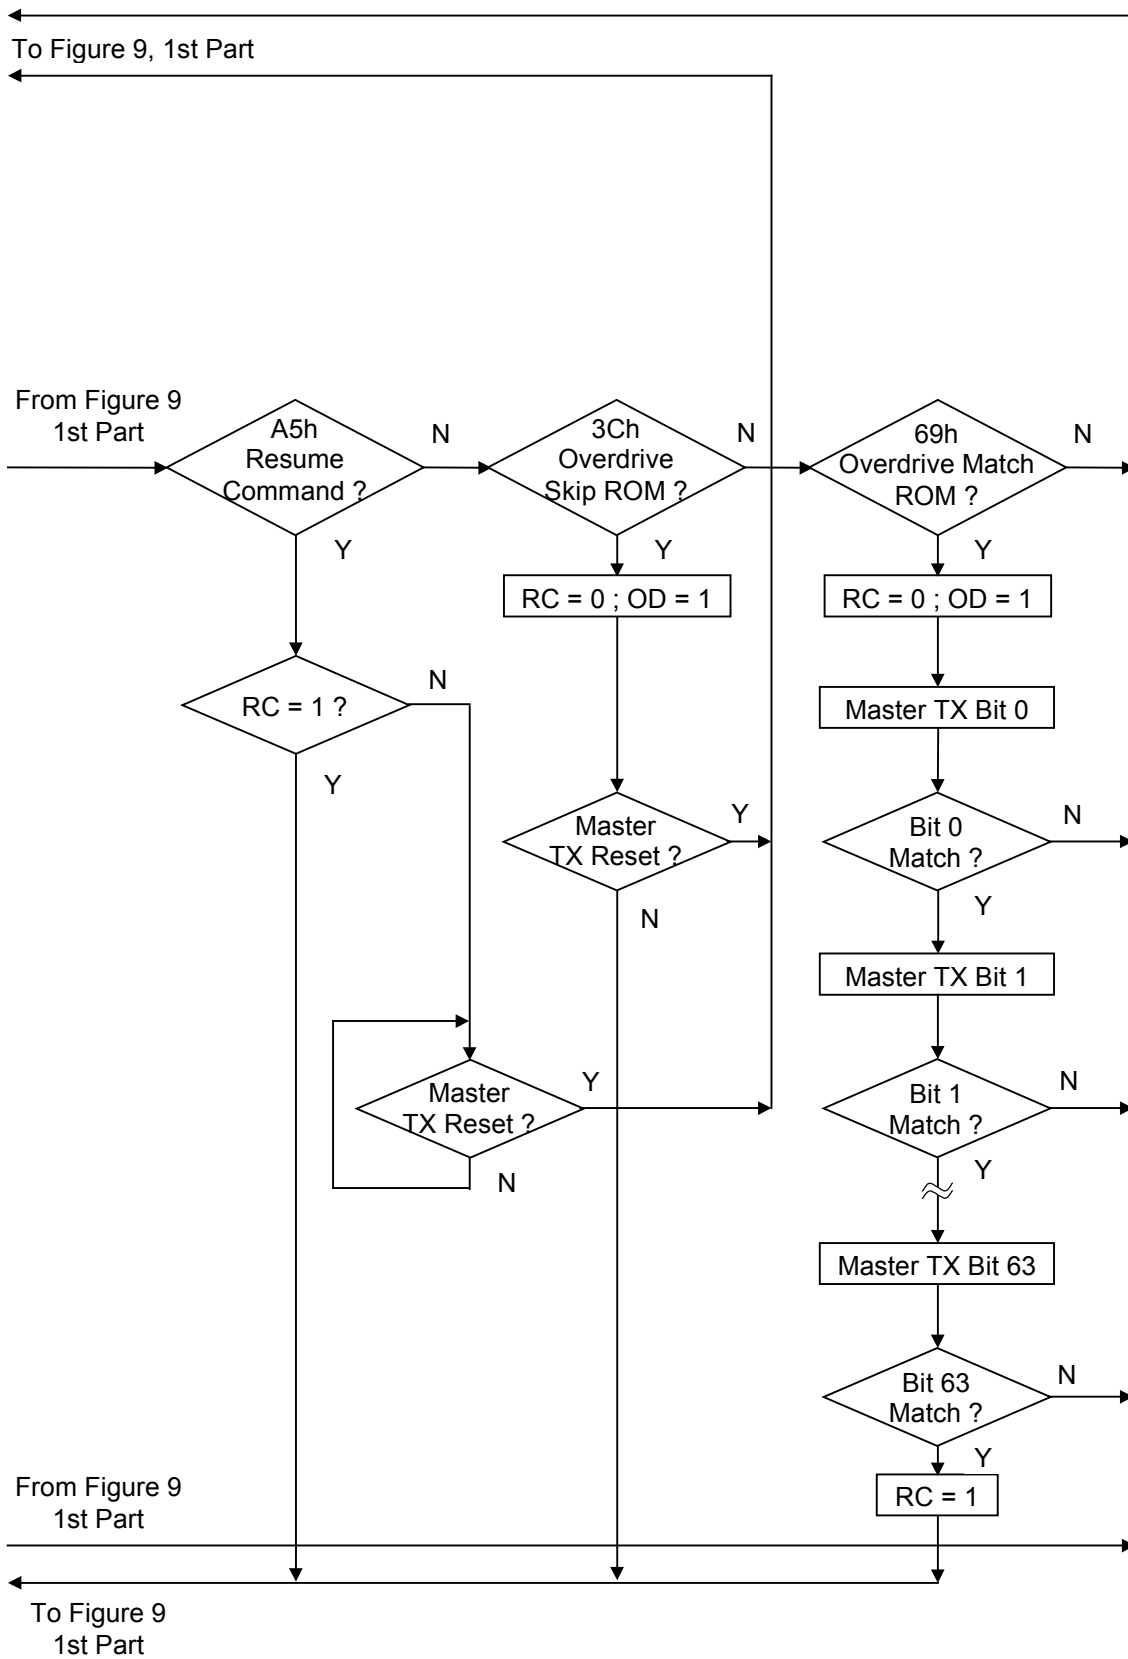 To Figure 9, 1st Part
From Figure 9
1st Part
A5h
Resume
Command ?
N
Y
3Ch
Overdrive
Skip ROM ?
N
Y
69h
Overdrive Match
ROM ?
N
Y
RC = 0 ; OD = 1
RC = 0 ; OD = 1
RC = 1 ?
N
Y
Master TX Bit 0
Master
TX Reset ?
Y
N
Bit 0
Match ?
N
Y
Master TX Bit 1
Master
TX Reset ?
Y
N
Bit 1
Match ?
N
Y
Master TX Bit 63
Bit 63
Match ?
N
Y
RC = 1
From Figure 9
1st Part
To Figure 9
1st Part